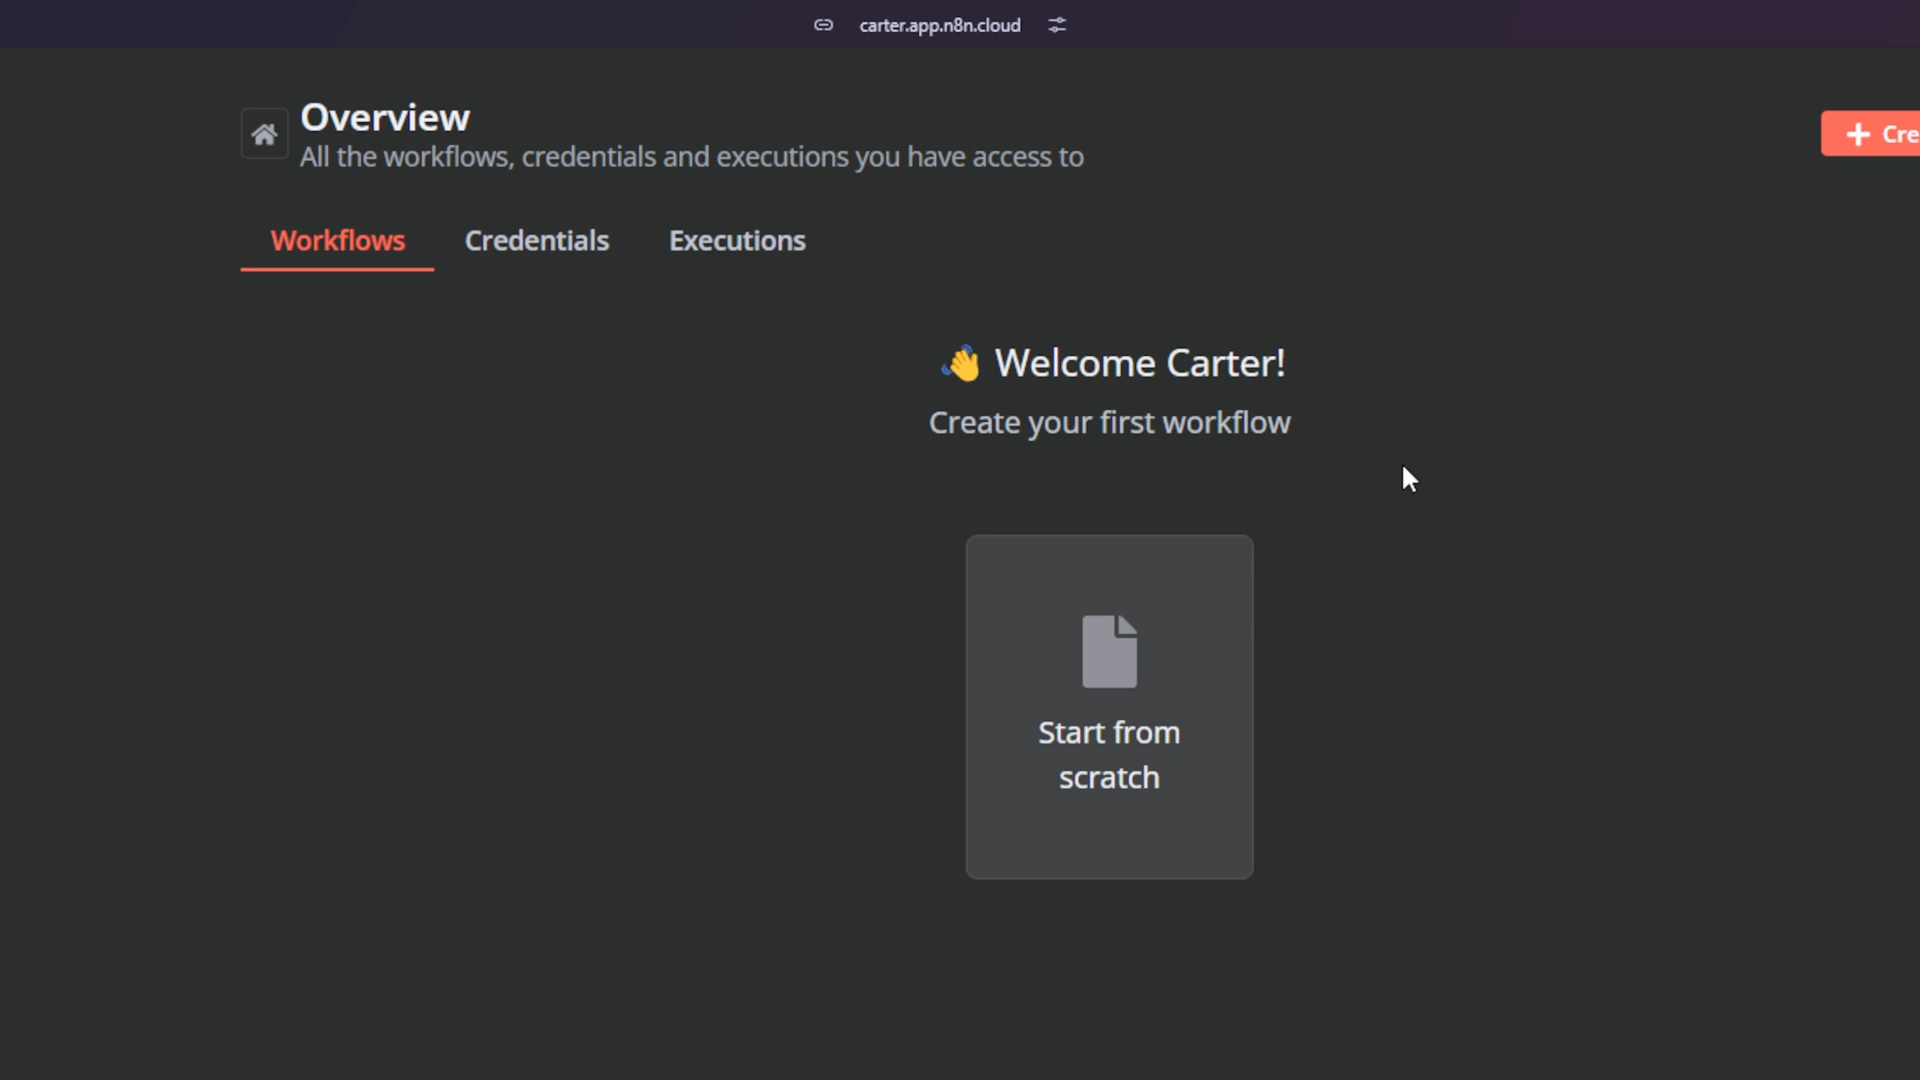 carter.app.n8n.cloud
Overview
All the workflows, credentials and executions you have access to
Cre
Workflows Credentials Executions
👋 Welcome Carter!
Create your first workflow
Start from
scratch